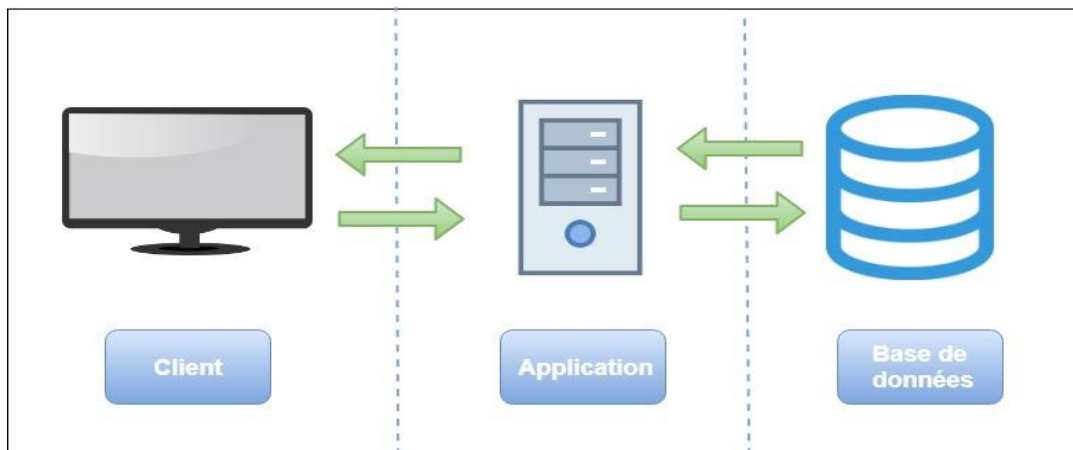 Client
Application
Base de
données